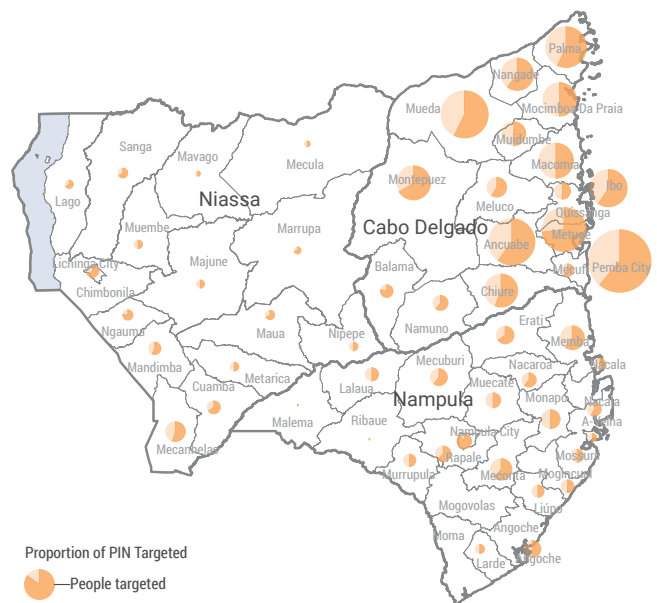 Palma
Nangade
Mueda
Mocimboa Da Praia
Muidumbe
Sanga
Mavago
Mecula
Macomia
Montepuez
Ibo
Lago
Niassa
Meluco
Quissanga
Marrupa
Muembe
Cabo Delgado
Metuge
Ancuabe
Lichinga City
Majune
Balama
Mecufi
Pemba City
Chimbonila
Chiure
Ngauma
Maua
Nipepe
Namuno
Erati
Memba
Mandimba
Mecuburi
Nacaroa
Nacala
Metarica
Lalaua
Muecate
Cuamba
Nampula
Monapo
Nacala
A-Velha
Malema
Ribaue
Nampula City
Mecanhelas
Rapale
Mossuril
Murrupula
Meconta
Mogincual
Mogovolas
Liúpo
Moma
Angoche
Larde
Angoche
Proportion of PIN Targeted
People targeted